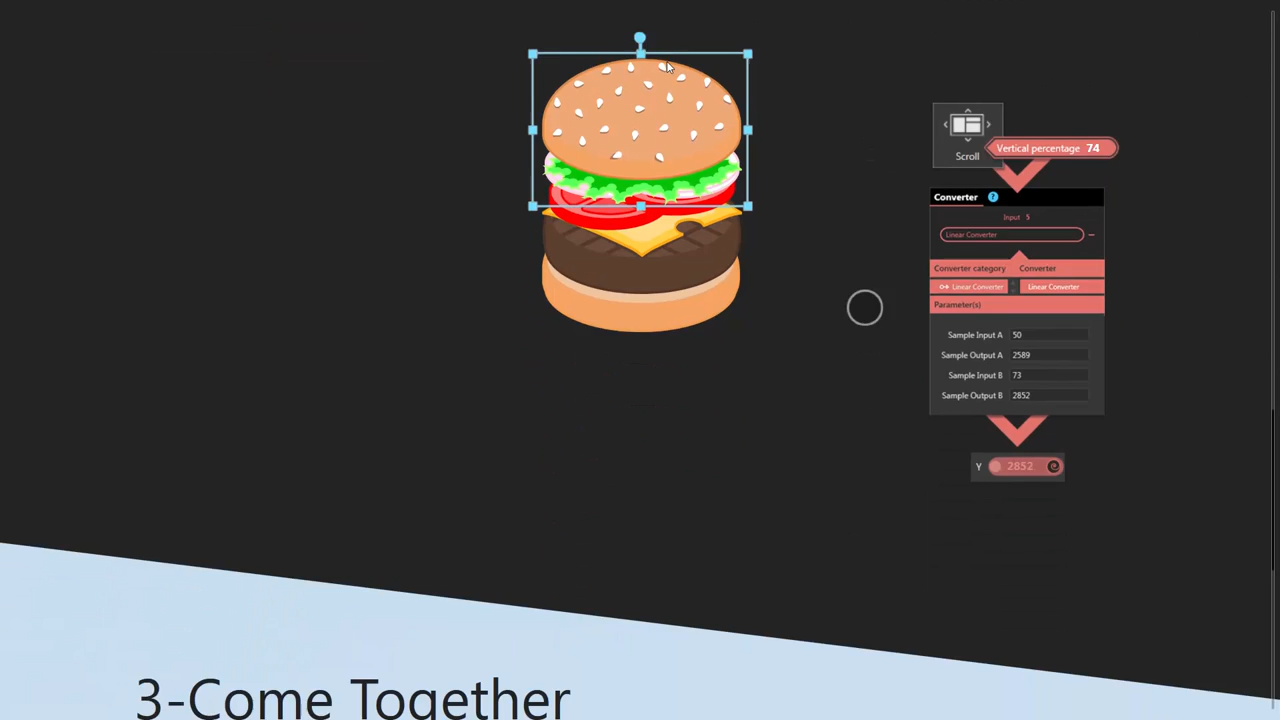 Scroll
Vertical percentage 74
Converter ?
Input 5
Linear Converter
Converter category Converter
Linear Converter Linear Converter
Parameter(s)
Sample Input A 50
Sample Output A 2589
Sample Input B 73
Sample Output B 2852
Y 2852
3-Come Together